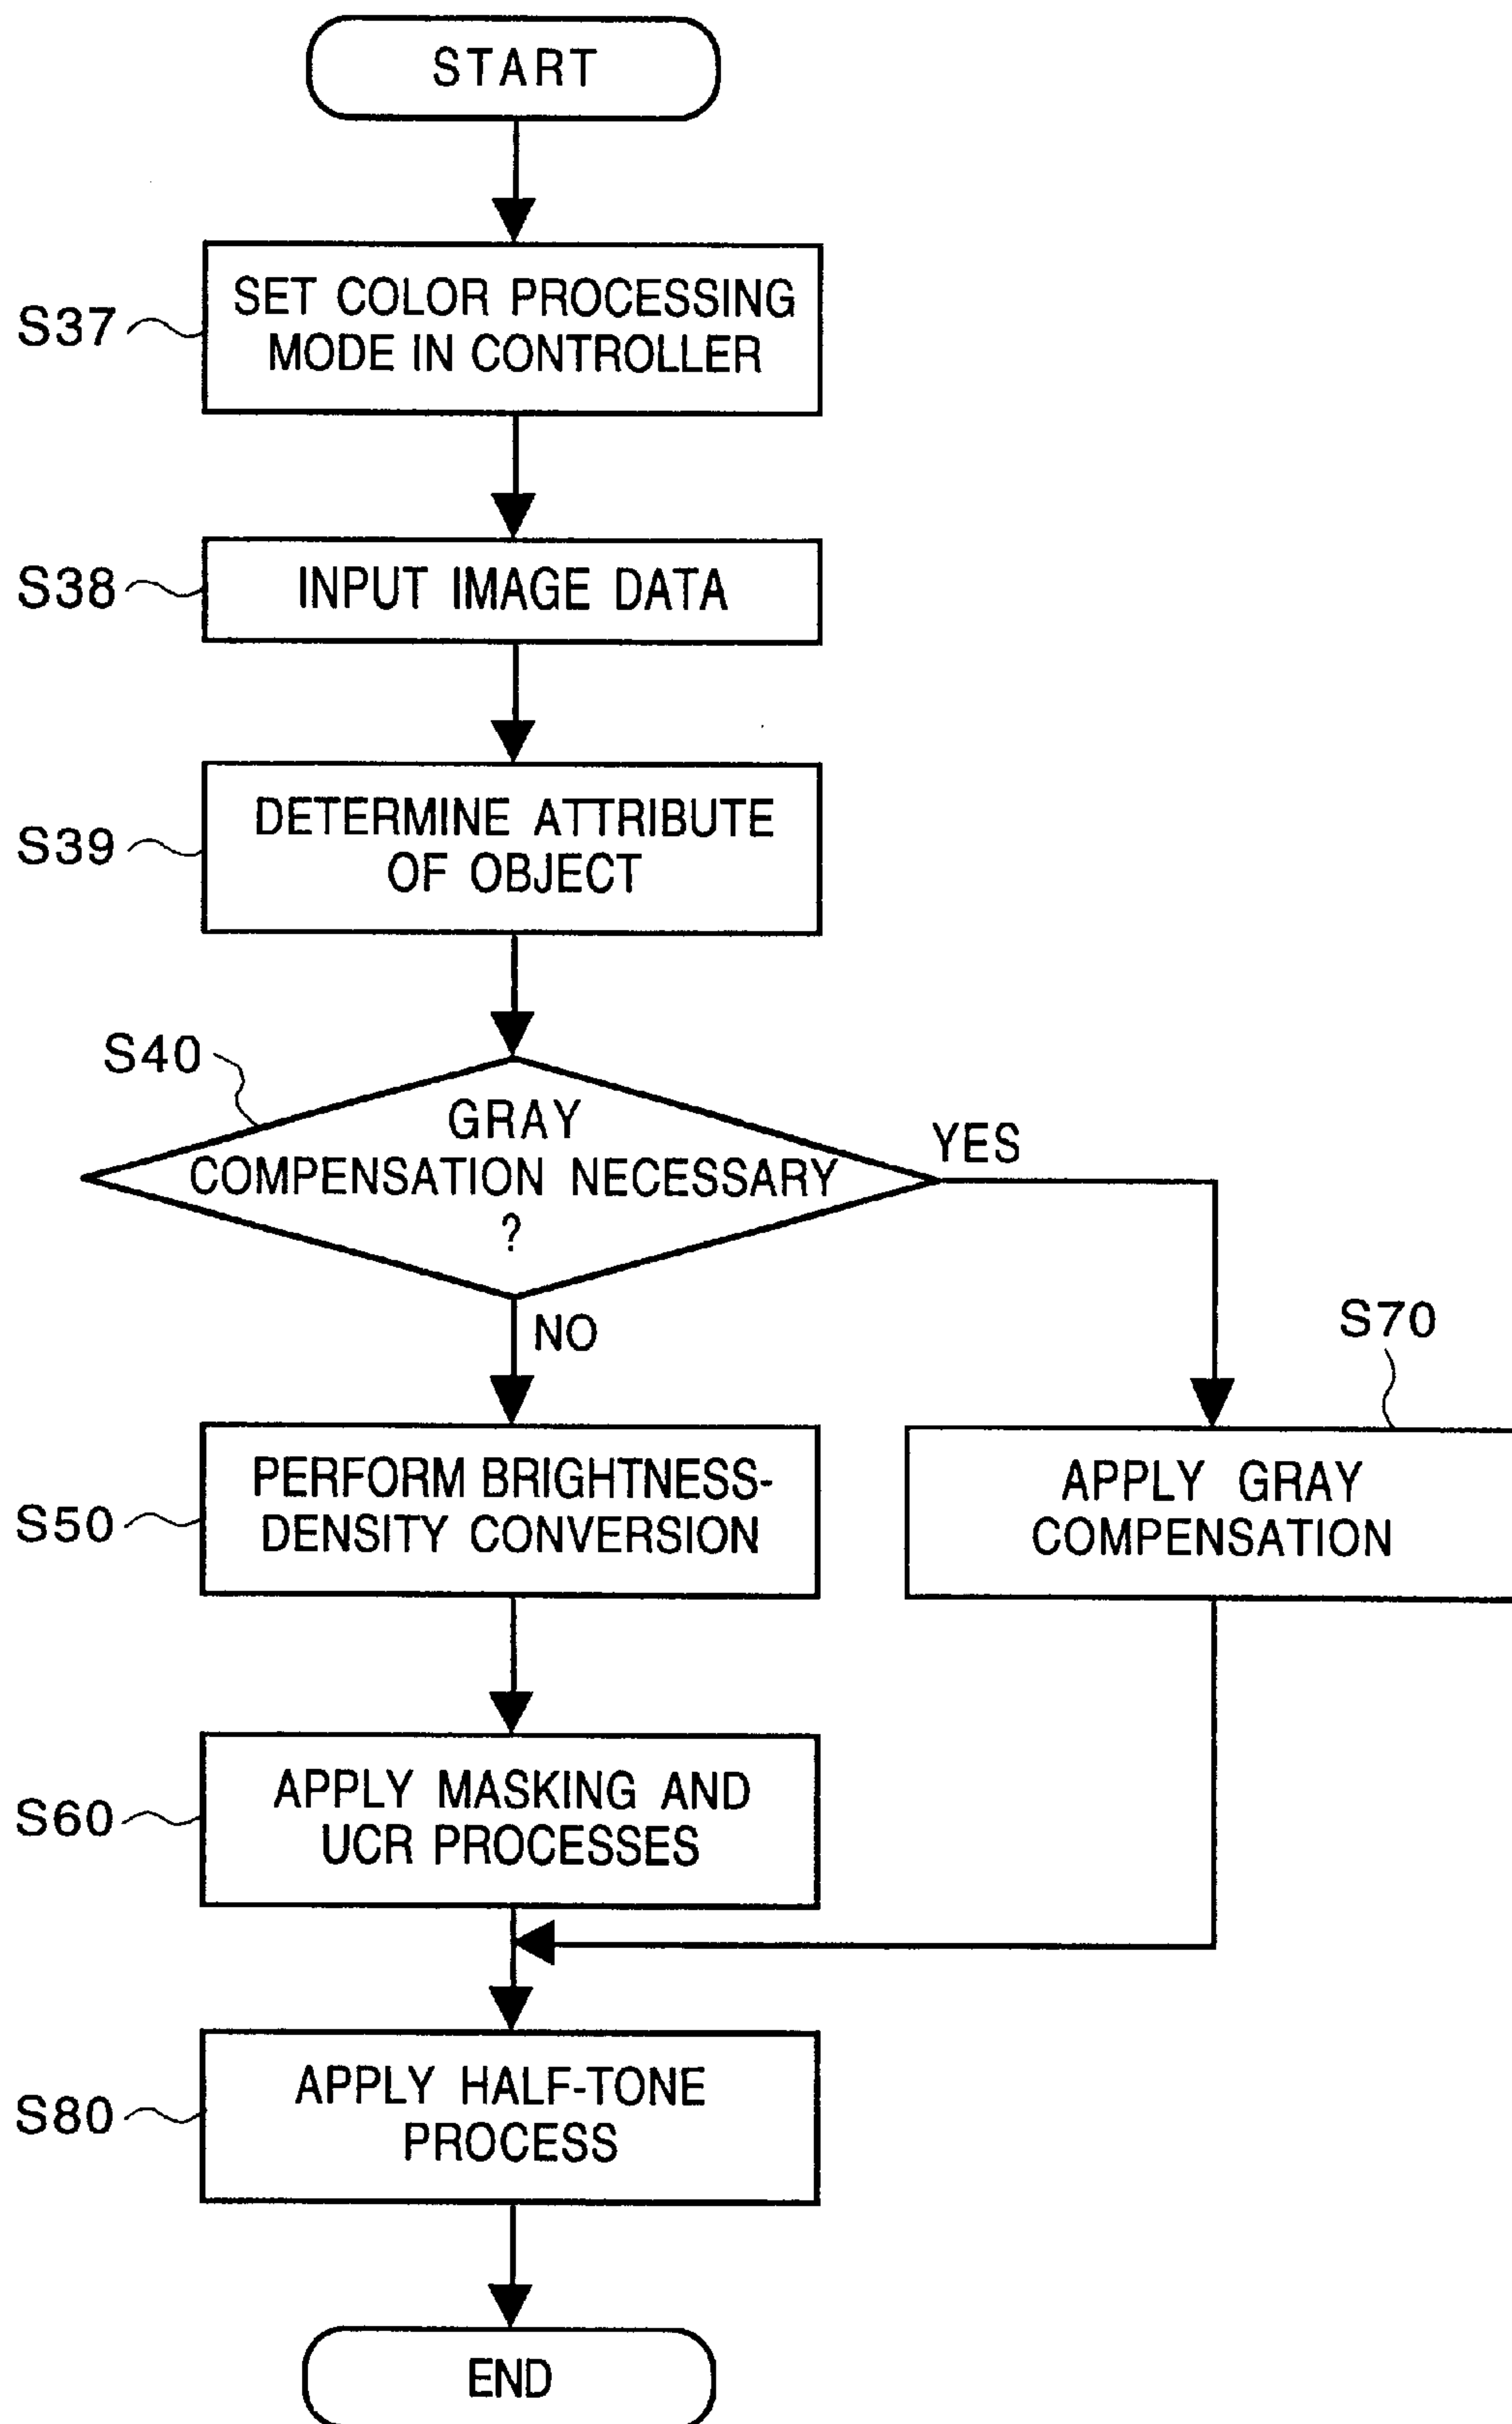 START
S37
SET COLOR PROCESSING
MODE IN CONTROLLER
S38
INPUT IMAGE DATA
S39
DETERMINE ATTRIBUTE
OF OBJECT
S40
GRAY
COMPENSATION NECESSARY
?
YES
NO
S70
S50
PERFORM BRIGHTNESS-
DENSITY CONVERSION
APPLY GRAY
COMPENSATION
S60
APPLY MASKING AND
UCR PROCESSES
S80
APPLY HALF-TONE
PROCESS
END